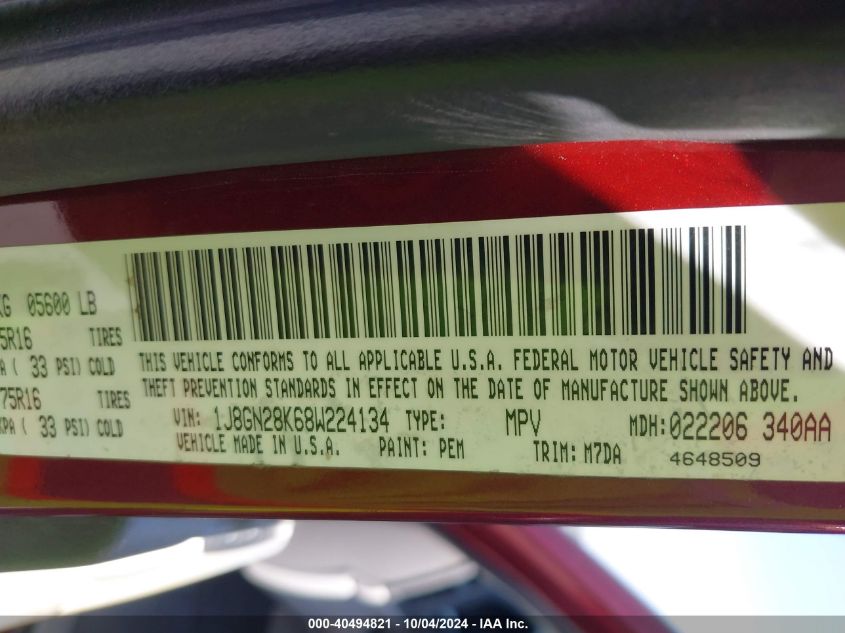 KG 05600 LB
5R16 TIRES
PA ( 33 PSI) COLD
75R16 TIRES
KPA ( 33 PSI) COLD
THIS VEHICLE CONFORMS TO ALL APPLICABLE U.S.A. FEDERAL MOTOR VEHICLE SAFETY AND
THEFT PREVENTION STANDARDS IN EFFECT ON THE DATE OF MANUFACTURE SHOWN ABOVE.
VIN: 1J8GN28K68W224134 TYPE: MPV MDH: 022206 340AA
VEHICLE MADE IN U.S.A. PAINT: PEM TRIM: M7DA 4648509
000-40494821 - 10/04/2024 - IAA Inc.